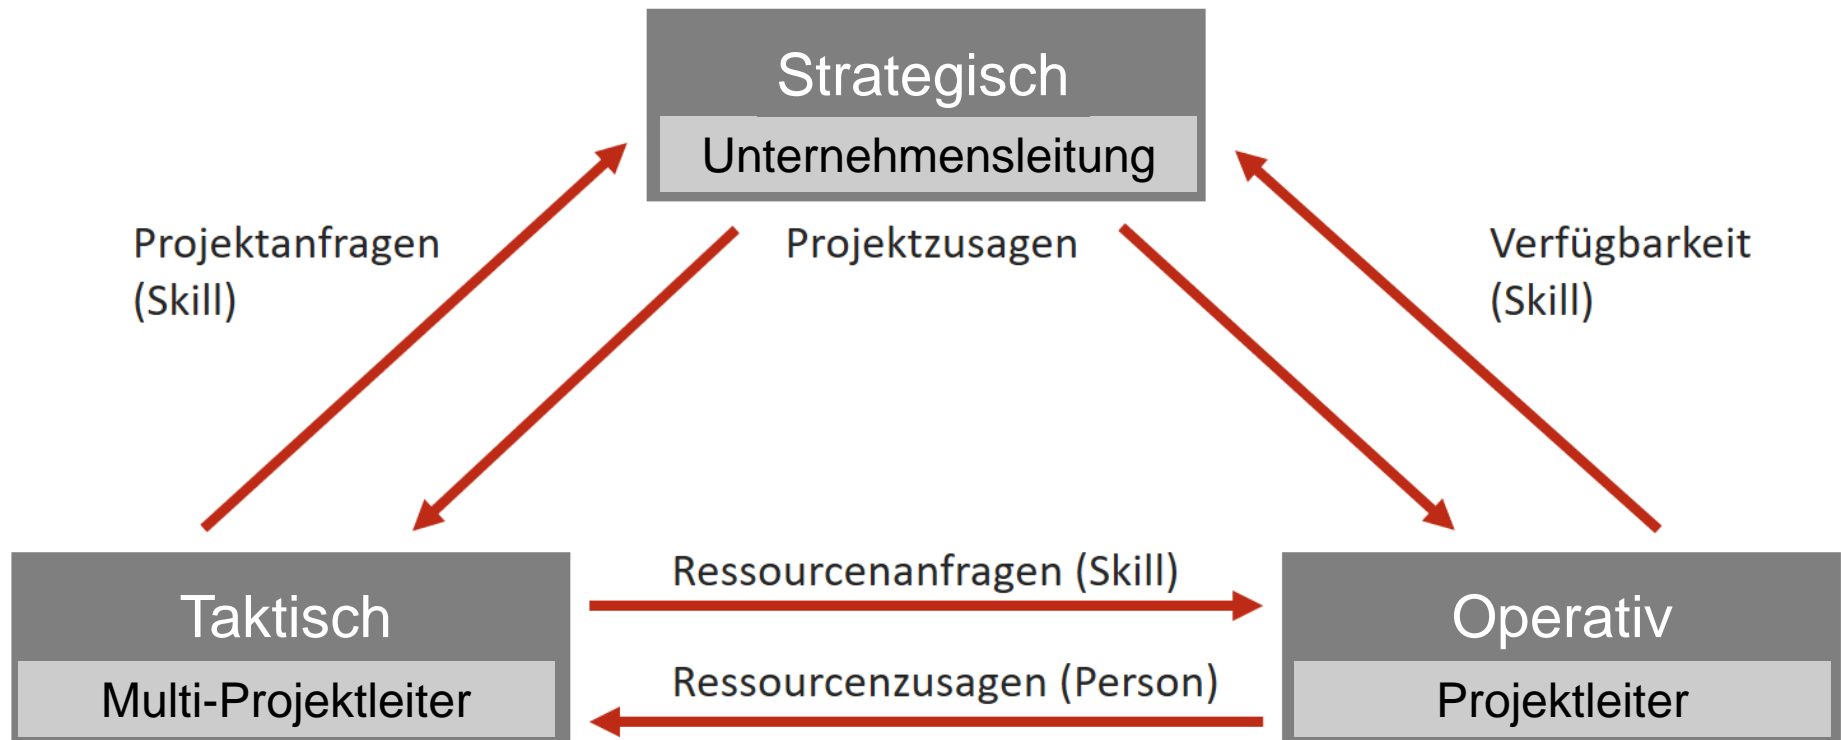 Strategisch
Unternehmensleitung
Projektanfragen
(Skill)
Projektzusagen
Verfügbarkeit
(Skill)
Ressourcenanfragen (Skill)
Taktisch
Multi-Projektleiter
Ressourcenzusagen (Person)
Operativ
Projektleiter